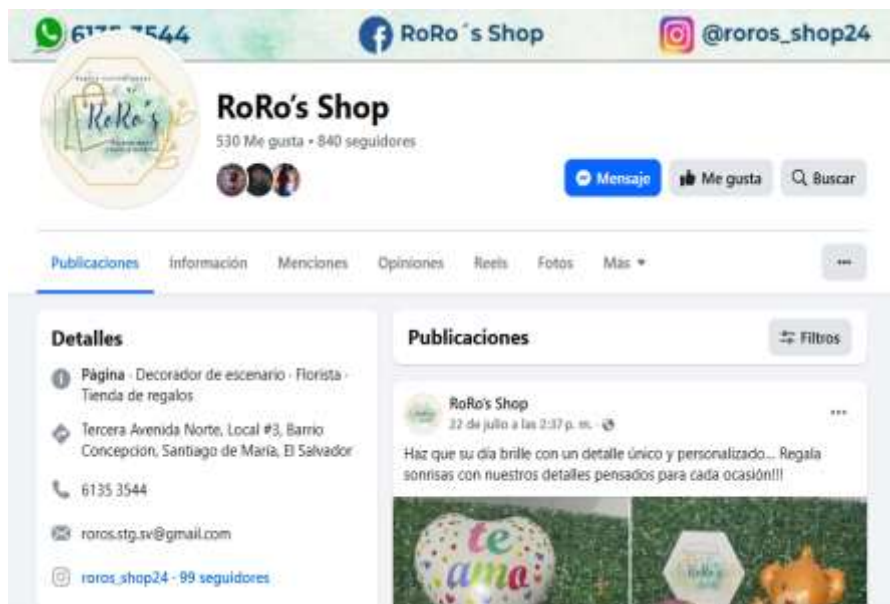 RoRo´s Shop
@roros_shop24
RoRo's
RoRo's Shop
530 Me gusta • 840 seguidores
Mensaje
Me gusta
Buscar
Publicaciones
Información
Menciones
Opiniones
Reels
Fotos
Mas
Detalles
Página · Decorador de escenario · Florista ·
Tienda de regalos
Tercera Avenida Norte, Local #3, Barrio
Concepción, Santiago de María, El Salvador
6135 3544
roros.stg.sv@gmail.com
roros_shop24 · 99 seguidores
Publicaciones
Filtros
RoRo's Shop
22 de julio a las 2:37 p. m. ·
Haz que su día brille con un detalle único y personalizado... Regala
sonrisas con nuestros detalles pensados para cada ocasión!!!
te
amo